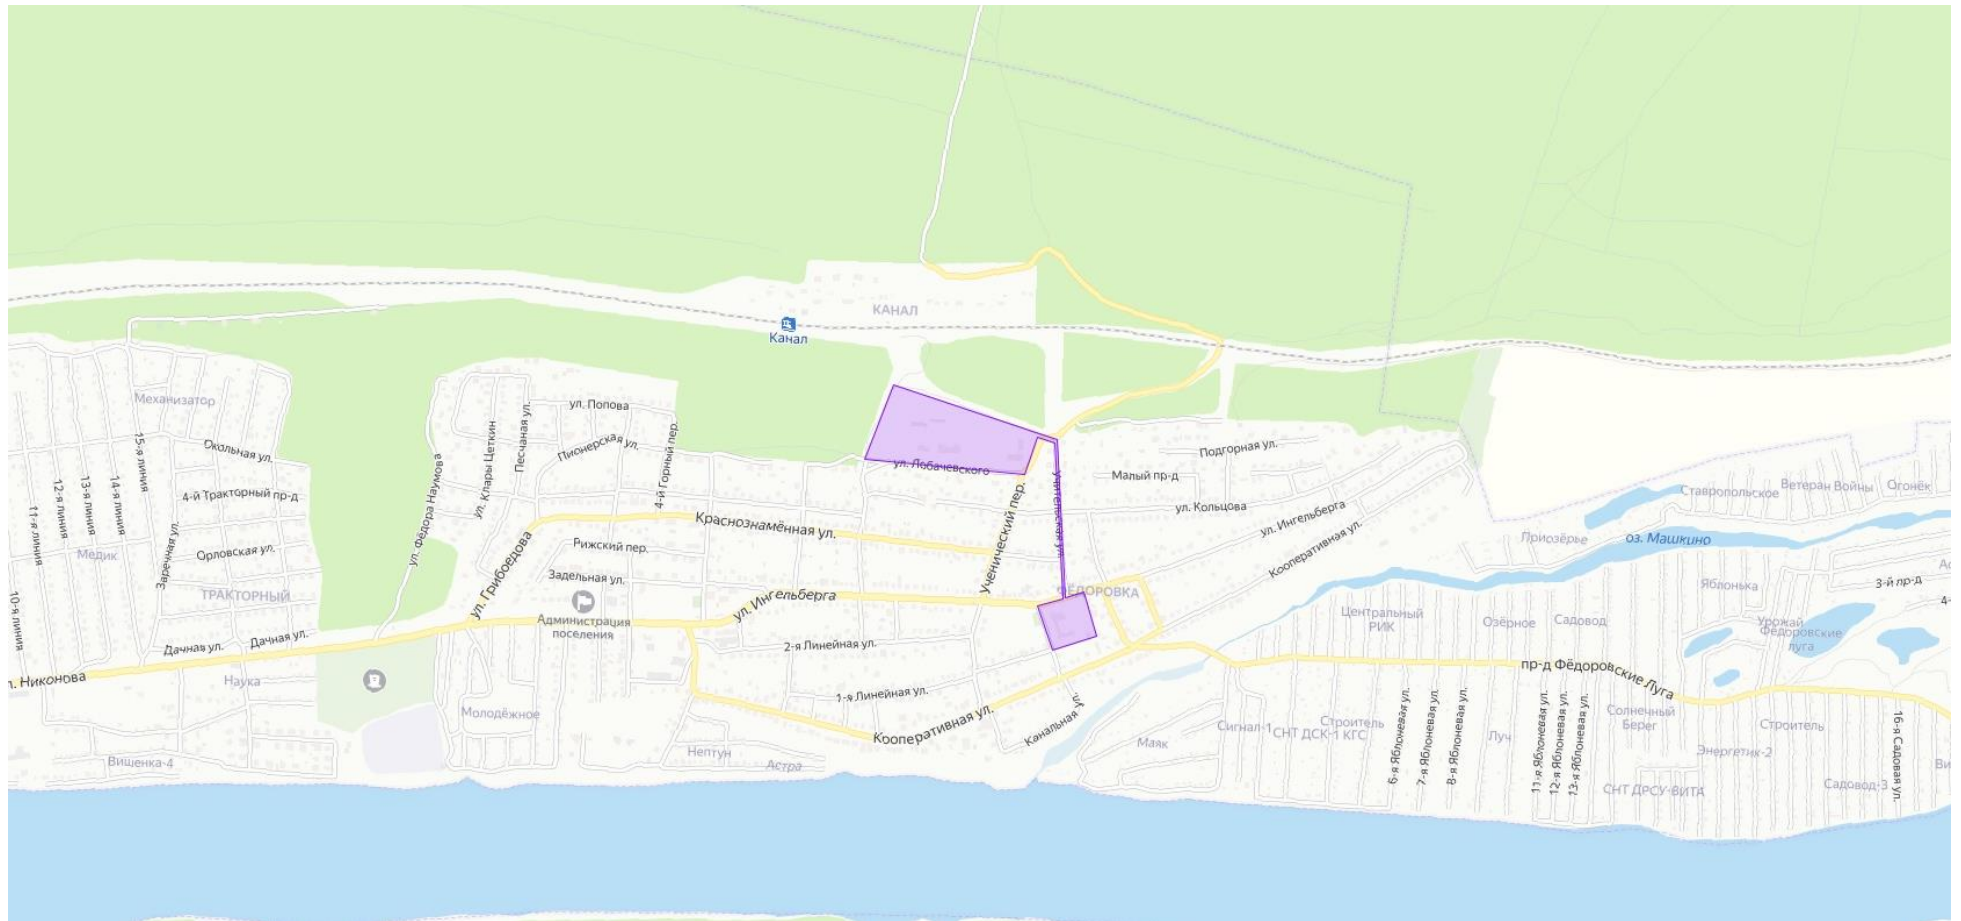 КАНАЛ
Канал
Механизатор
ул. Попова
Пионерская ул.
Песчаная ул.
ул. Клары Цеткин
4-й Горный пер.
15-я линия
Окольная ул.
ул. Фёдора Наумова
ул. Лобачевского
Подгорная ул.
Малый пр-д
ул. Кольцова
Учительская ул.
Ученический пер.
14-я линия
13-я линия
12-я линия
11-я линия
10-я линия
4-й Тракторный пр-д
Заречная ул.
Орловская ул.
Медик
ТРАКТОРНЫЙ
Краснознамённая ул.
Рижский пер.
Задельная ул.
ул. Грибоедова
ул. Ингельберга
ул. Ингельберга
Кооперативная ул.
Ставропольское
Ветеран Войны
Огонёк
Приозёрье
оз. Машкино
Яблонька
3-й пр-д
4-
ФЁДОРОВКА
Администрация
поселения
Центральный
РИК
Озёрное
Садовод
Урожай
Фёдоровские
луга
Дачная ул.
Дачная ул.
2-я Линейная ул.
пр-д Фёдоровские Луга
л. Никонова
Наука
1-я Линейная ул.
Молодёжное
Кооперативная ул.
Канальная ул.
Нептун
Астра
Вишенка-4
Маяк
Сигнал-1
СНТ ДСК-1 КГС
Строитель
6-я Яблоневая ул.
7-я Яблоневая ул.
8-я Яблоневая ул.
Луч
11-я Яблоневая ул.
12-я Яблоневая ул.
13-я Яблоневая ул.
Солнечный
Берег
Строитель
Энергетик-2
16-я Садовая ул.
СНТ ДРСУ-ВИТА
Садовод-3
Ви